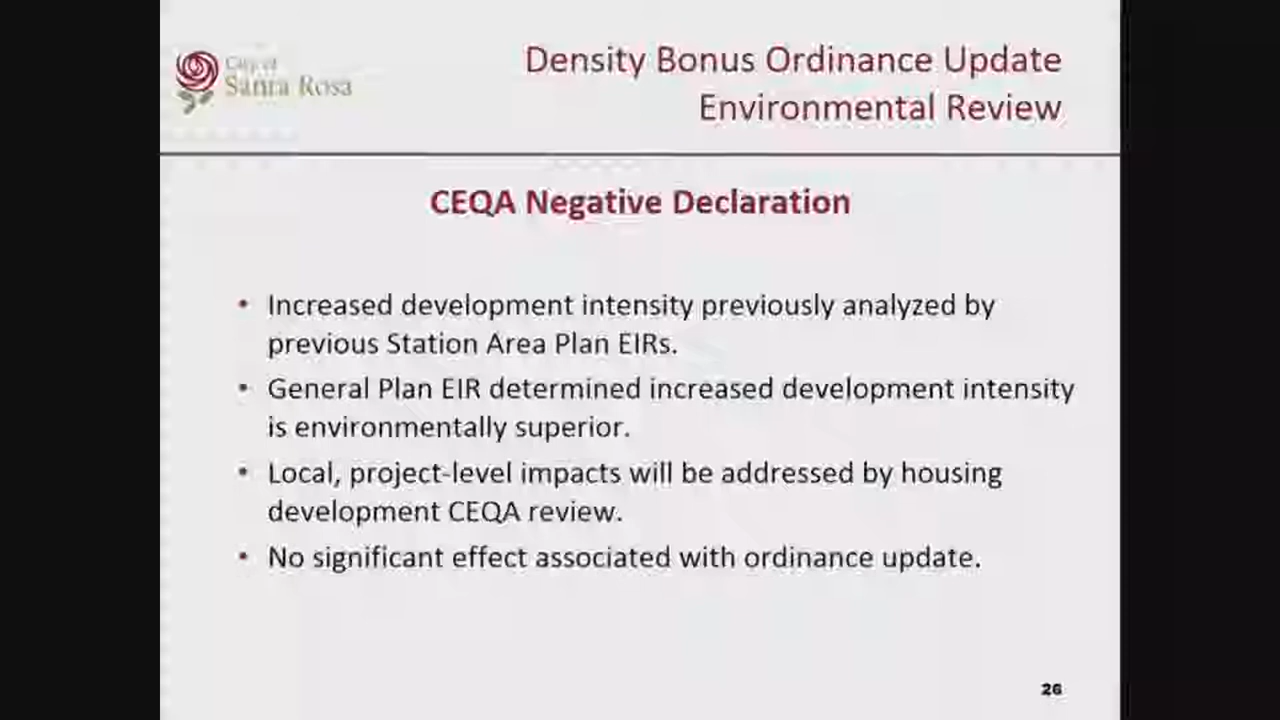 City of
Santa Rosa
Density Bonus Ordinance Update
Environmental Review
CEQA Negative Declaration
• Increased development intensity previously analyzed by
previous Station Area Plan EIRs.
• General Plan EIR determined increased development intensity
is environmentally superior.
• Local, project-level impacts will be addressed by housing
development CEQA review.
• No significant effect associated with ordinance update.
26